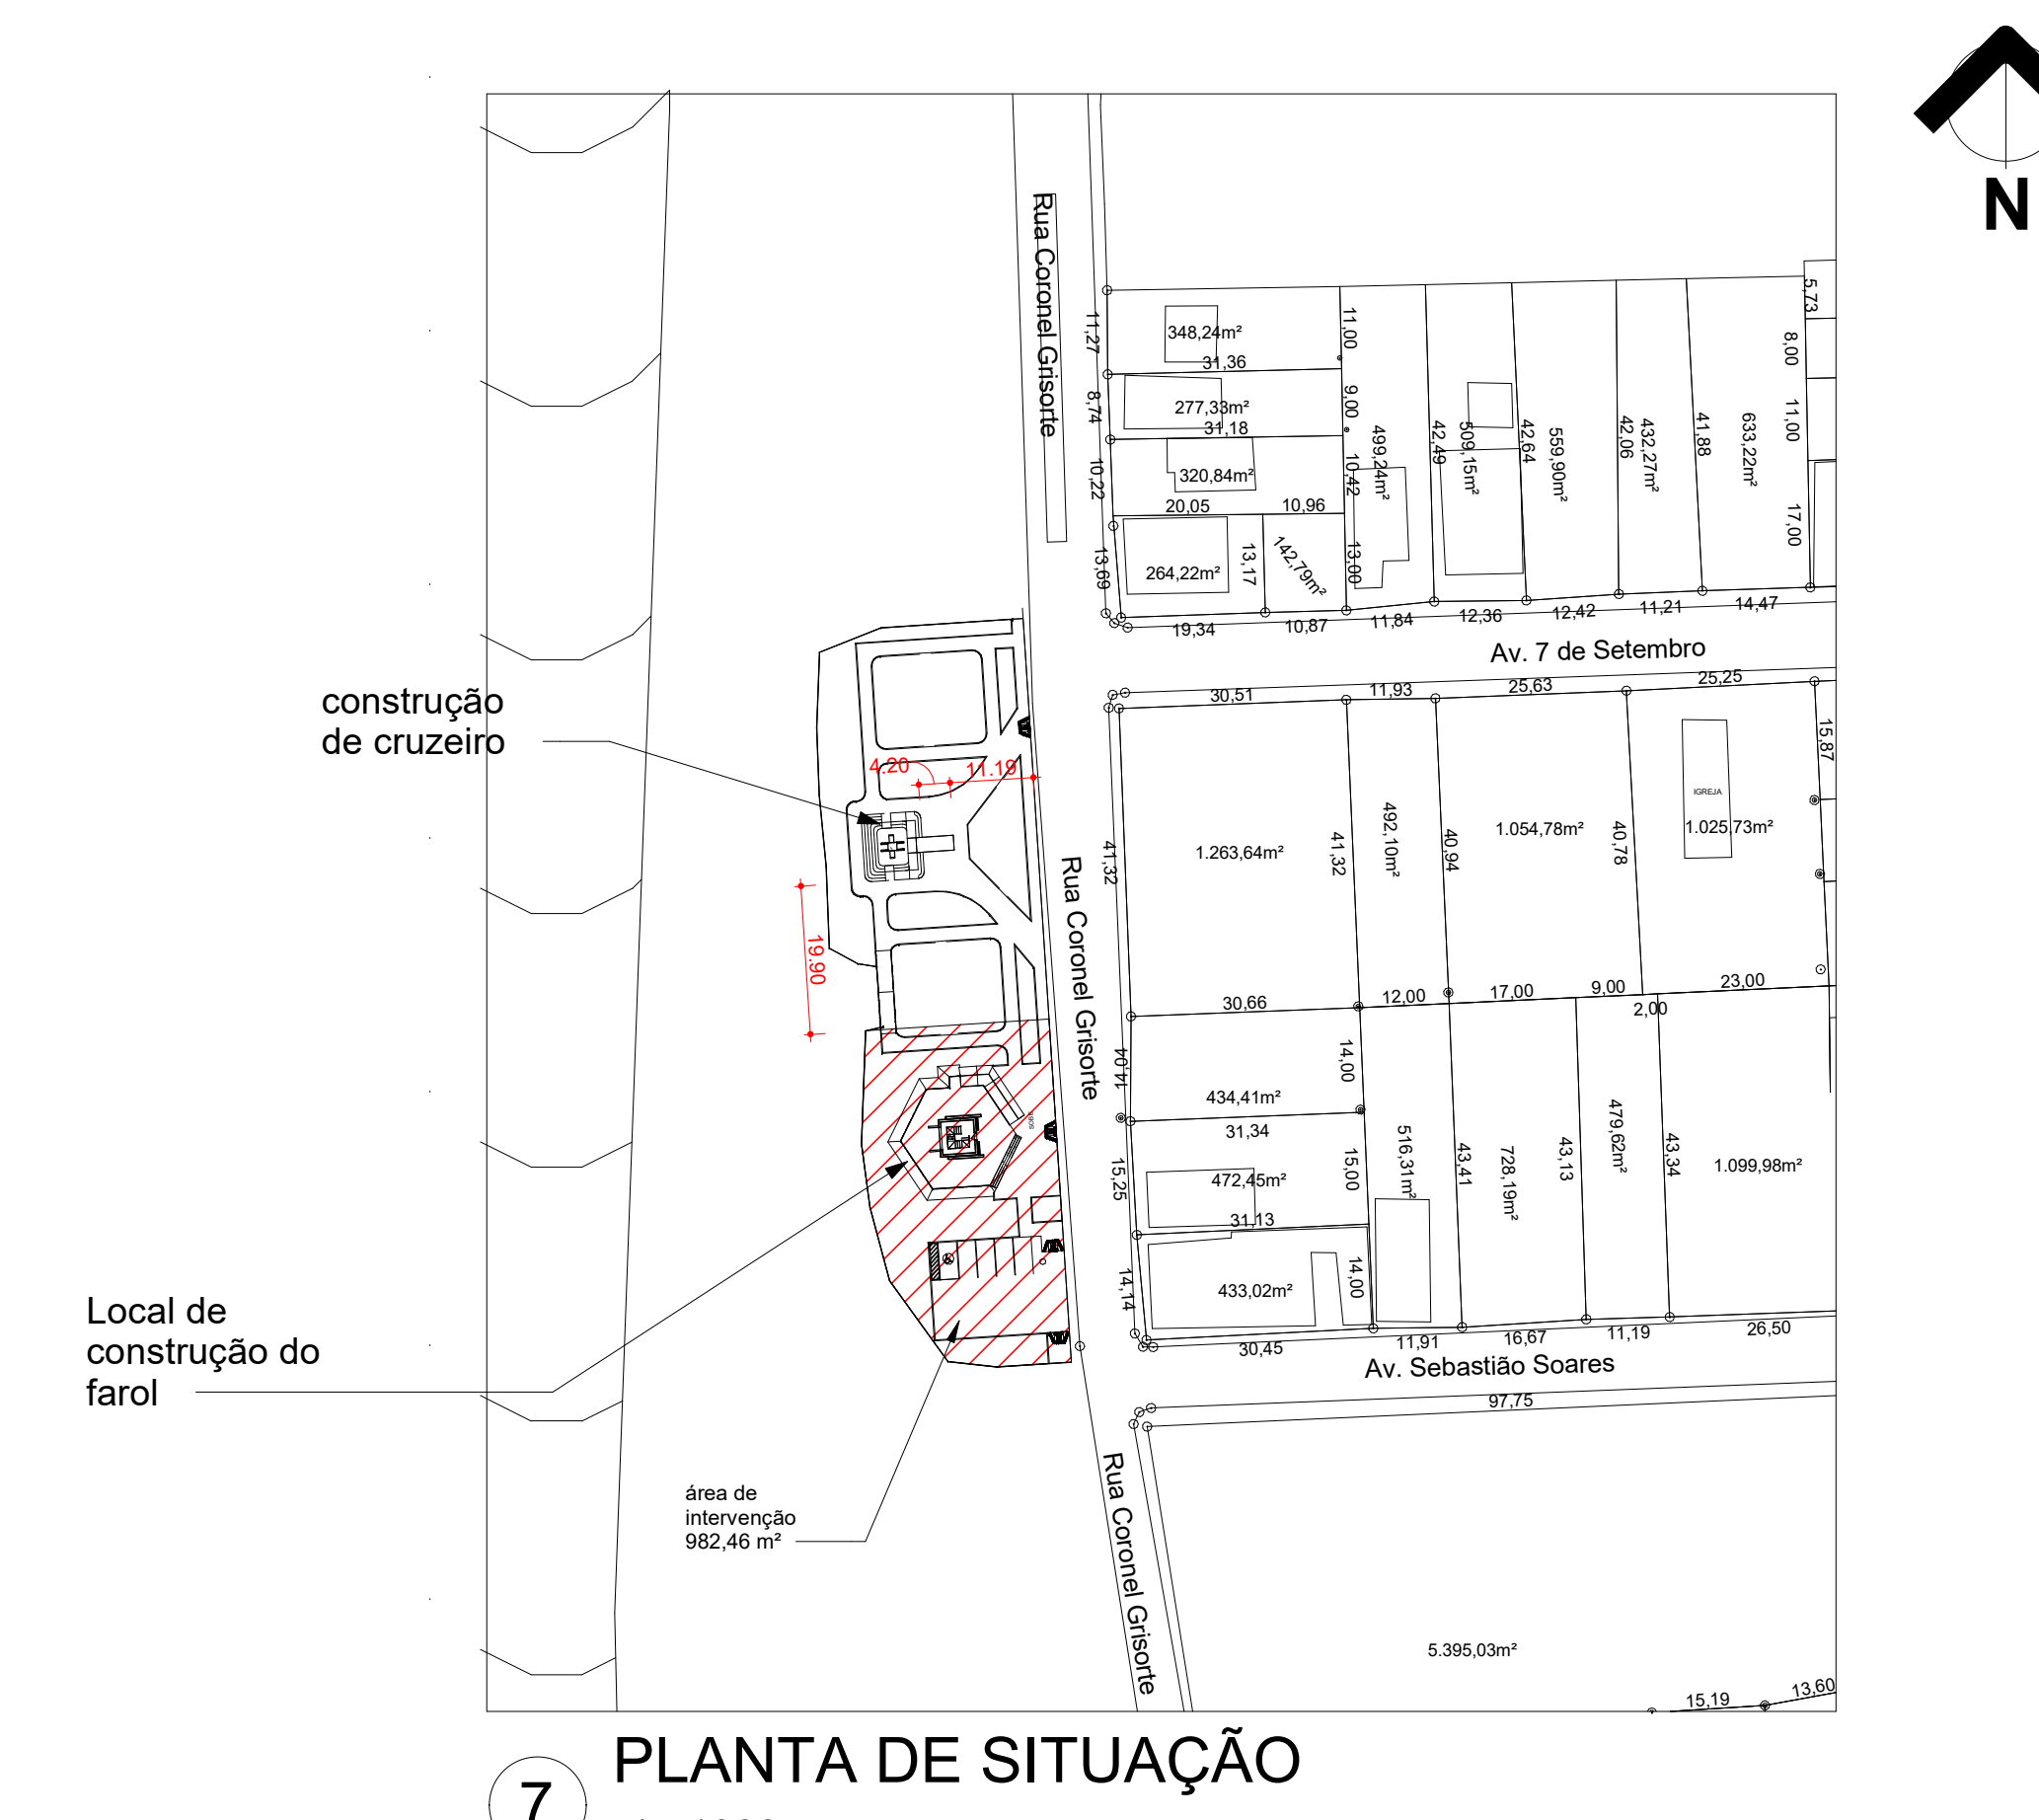 N
Rua Coronel Grisorte
11,27
348,24m²
31,36
11,00
5,73
8,00
8,74
277,33m²
31,18
9,00
499,24m²
42,49
509,15m²
42,64
559,90m²
42,06
432,27m²
41,88
633,22m²
11,00
10,22
320,84m²
10,42
20,05
10,96
17,00
13,69
264,22m²
13,17
142,79m²
13,00
19,34
10,87
11,84
12,36
12,42
11,21
14,47
Av. 7 de Setembro
construção
de cruzeiro
30,51
11,93
25,63
25,25
15,87
4.20
11.19
IGREJA
41,32
1.263,64m²
41,32
492,10m²
40,94
1.054,78m²
40,78
1.025,73m²
Rua Coronel Grisorte
19.90
30,66
12,00
17,00
9,00
2,00
23,00
14,04
434,41m²
14,00
31,34
15,25
472,45m²
15,00
516,31m²
43,41
728,19m²
43,13
479,62m²
43,34
1.099,98m²
SOBE
31,13
14,14
433,02m²
14,00
30,45
11,91
16,67
11,19
26,50
Av. Sebastião Soares
Local de
construção do
farol
97,75
Rua Coronel Grisorte
área de
intervenção
982,46 m²
5.395,03m²
15,19
13,60
7
PLANTA DE SITUAÇÃO